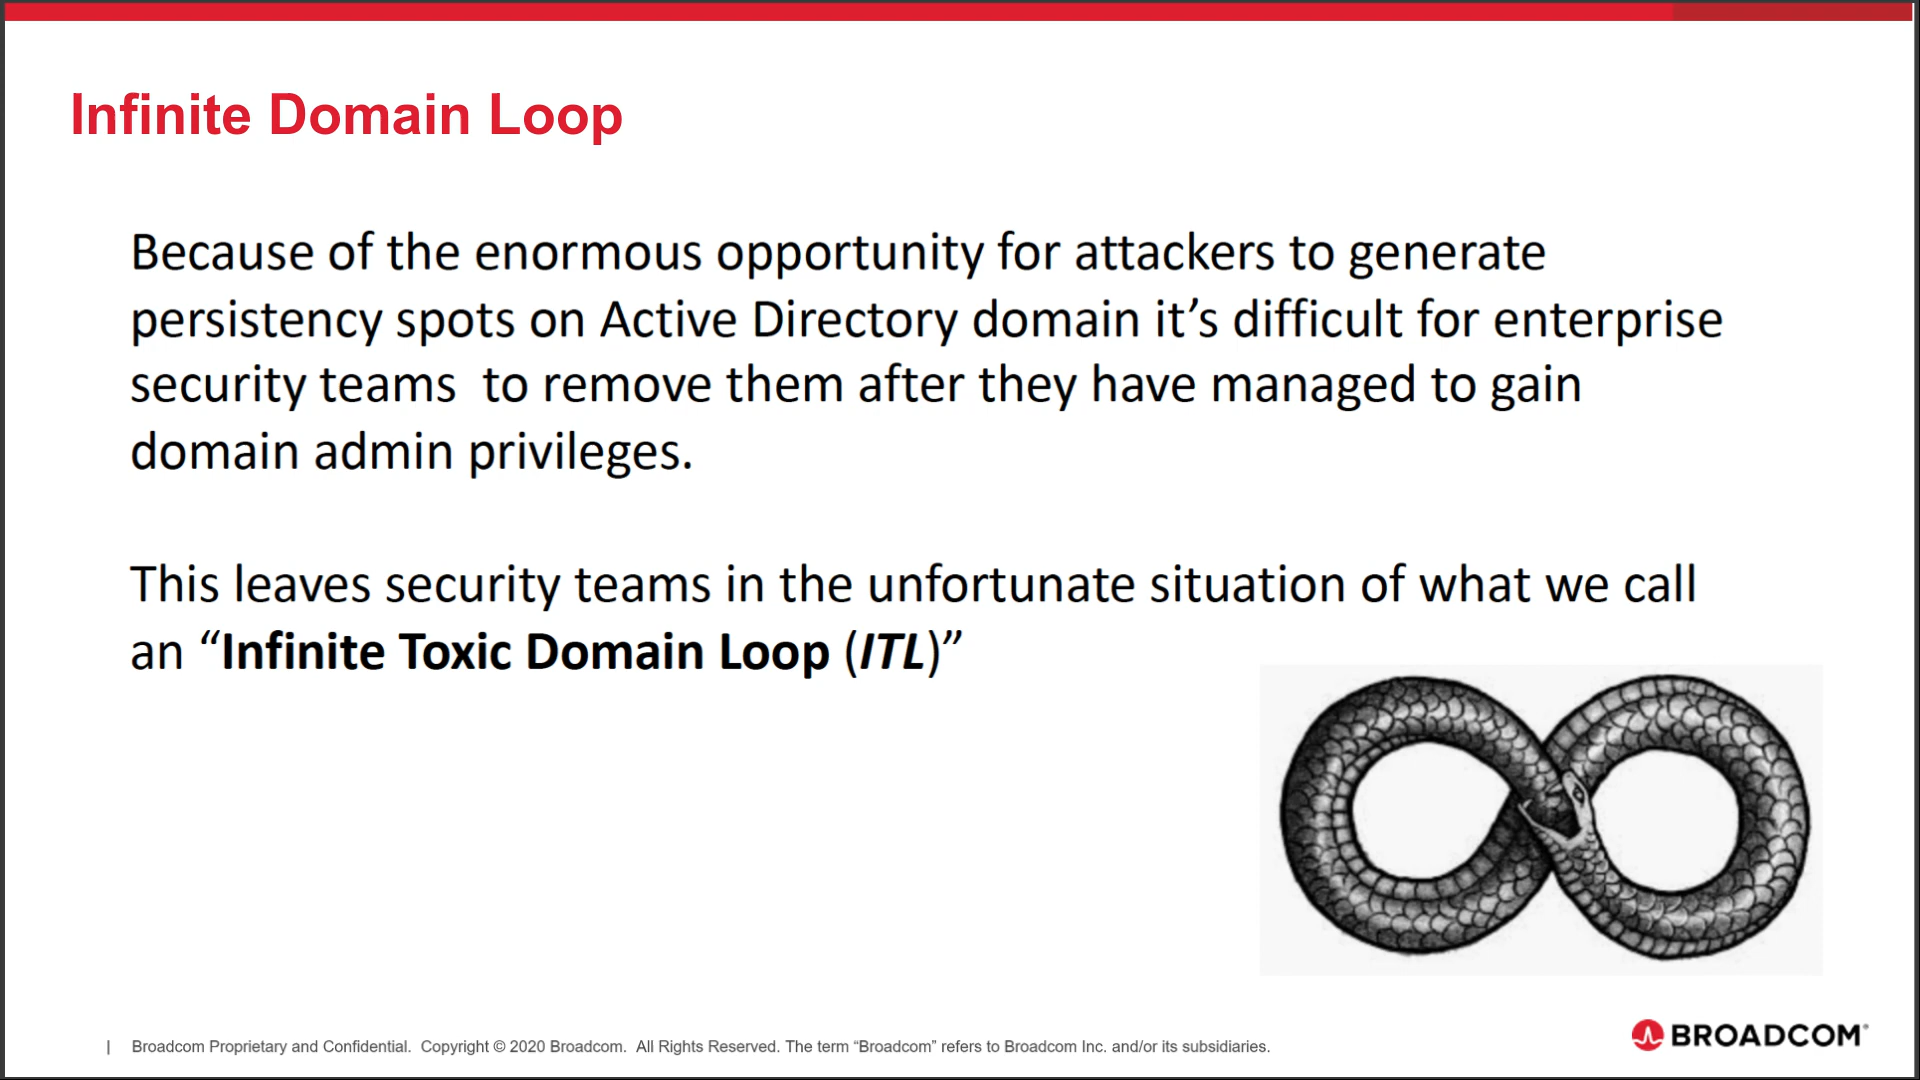 Infinite Domain Loop
Because of the enormous opportunity for attackers to generate
persistency spots on Active Directory domain it’s difficult for enterprise
security teams  to remove them after they have managed to gain
domain admin privileges.
This leaves security teams in the unfortunate situation of what we call
an “Infinite Toxic Domain Loop (ITL)”
|    Broadcom Proprietary and Confidential.  Copyright © 2020 Broadcom.  All Rights Reserved. The term “Broadcom” refers to Broadcom Inc. and/or its subsidiaries.
BROADCOM®